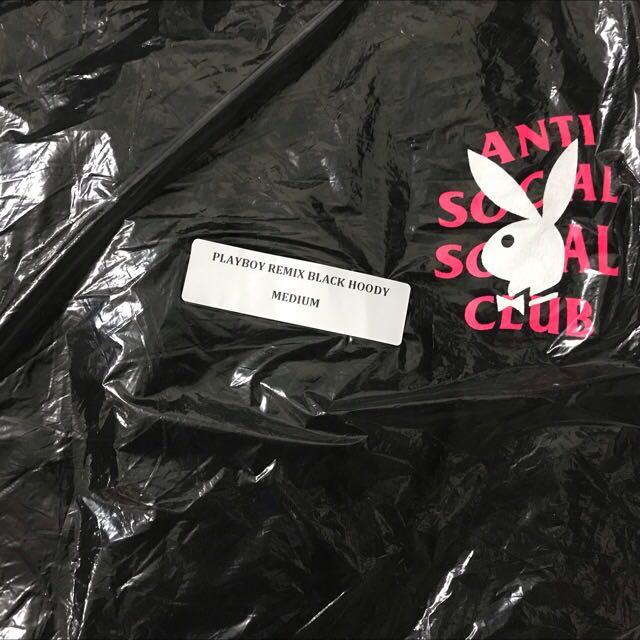 ANTI
SOCIAL
SOCIAL
CLUB
PLAYBOY REMIX BLACK HOODY
MEDIUM